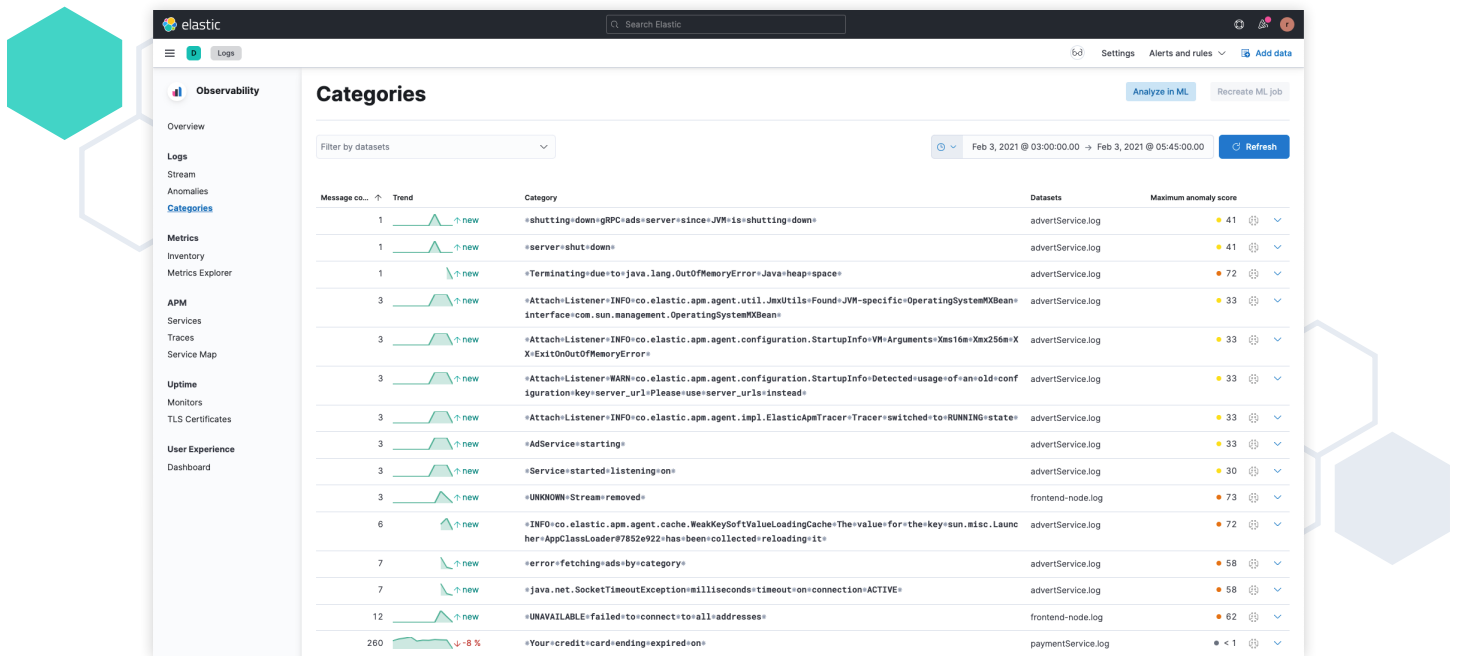 elastic
Search Elastic
r
D
Logs
Settings
Alerts and rules
Add data
Observability
Overview
Logs
Stream
Anomalies
Categories
Metrics
Inventory
Metrics Explorer
APM
Services
Traces
Service Map
Uptime
Monitors
TLS Certificates
User Experience
Dashboard
Categories
Analyze in ML
Recreate ML job
Filter by datasets
Feb 3, 2021 @ 03:00:00.00 → Feb 3, 2021 @ 05:45:00.00
Refresh
Message co... ↑ Trend Category Datasets Maximum anomaly score
1 ↑ new *shutting*down*gRPC*ads*server*since*JVM*is*shutting*down* advertService.log 41
1 ↑ new *server*shut*down* advertService.log 41
1 ↑ new *Terminating*due*to*java.lang.OutOfMemoryError*Java*heap*space* advertService.log 72
3 ↑ new *Attach*Listener*INFO*co.elastic.apm.agent.util.JmxUtils*Found*JVM-specific*OperatingSystemMXBean* advertService.log 33
interface*com.sun.management.OperatingSystemMXBean*
3 ↑ new *Attach*Listener*INFO*co.elastic.apm.agent.configuration.StartupInfo*VM*Arguments*Xms16m*Xmx256m*X advertService.log 33
X*ExitOnOutOfMemoryError*
3 ↑ new *Attach*Listener*WARN*co.elastic.apm.agent.configuration.StartupInfo*Detected*usage*of*an*old*conf advertService.log 33
iguration*key*server_url*Please*use*server_urls*instead*
3 ↑ new *Attach*Listener*INFO*co.elastic.apm.agent.impl.ElasticApmTracer*Tracer*switched*to*RUNNING*state* advertService.log 33
3 ↑ new *AdService*starting* advertService.log 33
3 ↑ new *Service*started*listening*on* advertService.log 30
3 ↑ new *UNKNOWN*Stream*removed* frontend-node.log 73
6 ↑ new *INFO*co.elastic.apm.agent.cache.WeakKeySoftValueLoadingCache*The*value*for*the*key*sun.misc.Launc advertService.log 72
her*AppClassLoader@7852e922*has*been*collected*reloading*it*
7 ↑ new *error*fetching*ads*by*category* advertService.log 58
7 ↑ new *java.net.SocketTimeoutException*milliseconds*timeout*on*connection*ACTIVE* advertService.log 58
12 ↑ new *UNAVAILABLE*failed*to*connect*to*all*addresses* frontend-node.log 62
260 ↓ -8 % *Your*credit*card*ending*expired*on* paymentService.log < 1